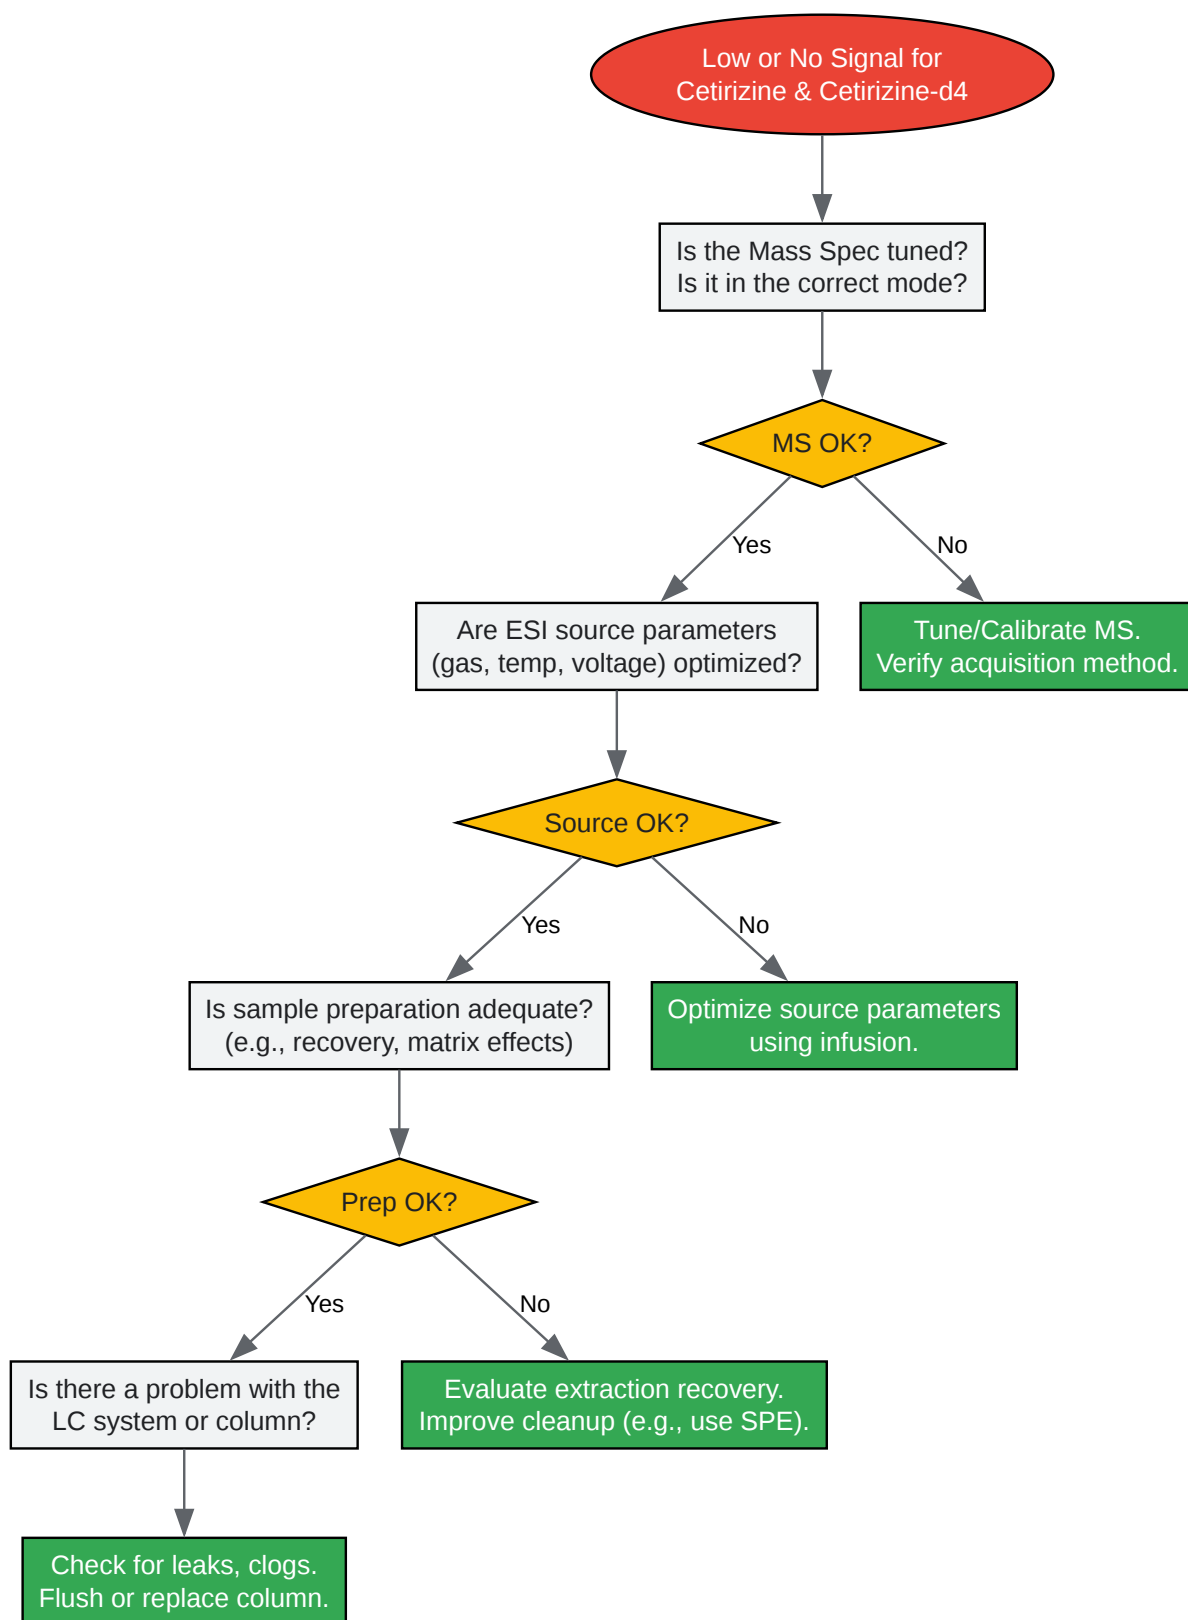 Low or No Signal for
Cetirizine & Cetirizine-d4
Is the Mass Spec tuned?
Is it in the correct mode?
MS OK?
Yes
No
Are ESI source parameters
(gas, temp, voltage) optimized?
Tune/Calibrate MS.
Verify acquisition method.
Source OK?
Yes
No
Is sample preparation adequate?
(e.g., recovery, matrix effects)
Optimize source parameters
using infusion.
Prep OK?
Yes
No
Is there a problem with the
LC system or column?
Evaluate extraction recovery.
Improve cleanup (e.g., use SPE).
Check for leaks, clogs.
Flush or replace column.